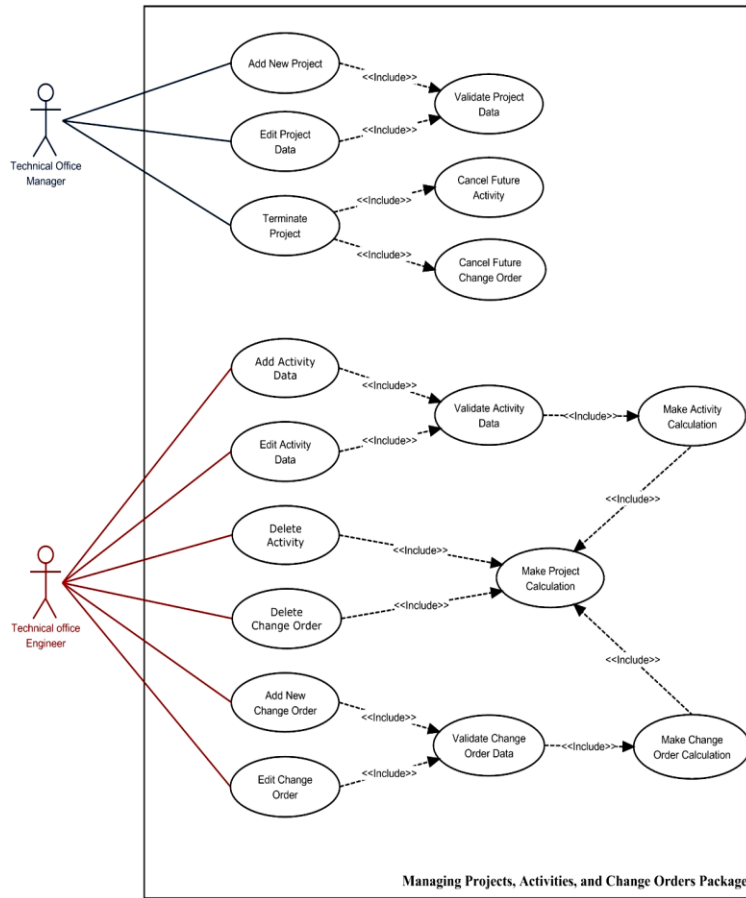 Add New Project
<<Include>>
Validate Project
Data
Edit Project
Data
<<Include>>
Technical Office
Manager
Cancel Future
Activity
<<Include>>
Terminate
Project
<<Include>>
Cancel Future
Change Order
Add Activity
Data
<<Include>>
Validate Activity
Data
<<Include>>
Make Activity
Calculation
Edit Activity
Data
<<Include>>
<<Include>>
Delete
Activity
<<Include>>
Make Project
Calculation
Delete
Change Order
<<Include>>
Technical office
Engineer
<<Include>>
Add New
Change Order
<<Include>>
Validate Change
Order Data
<<Include>>
Make Change
Order Calculation
Edit Change
Order
<<Include>>
Managing Projects, Activities, and Change Orders Package